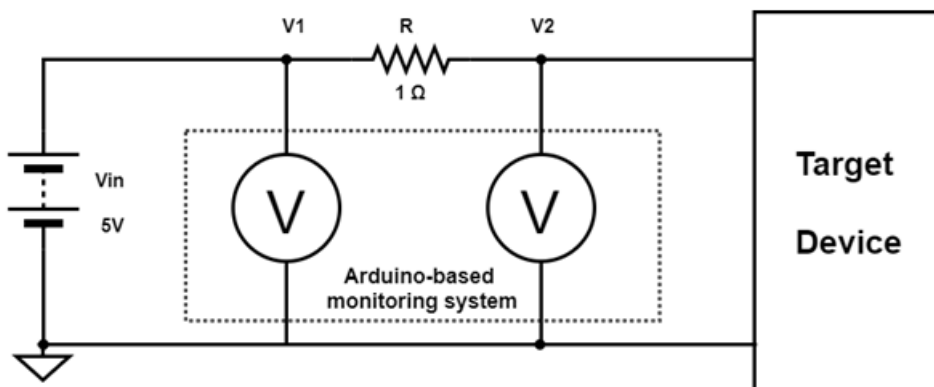 V1
R
V2
1 Ω
Vin
5V
V
V
Arduino-based
monitoring system
Target
Device